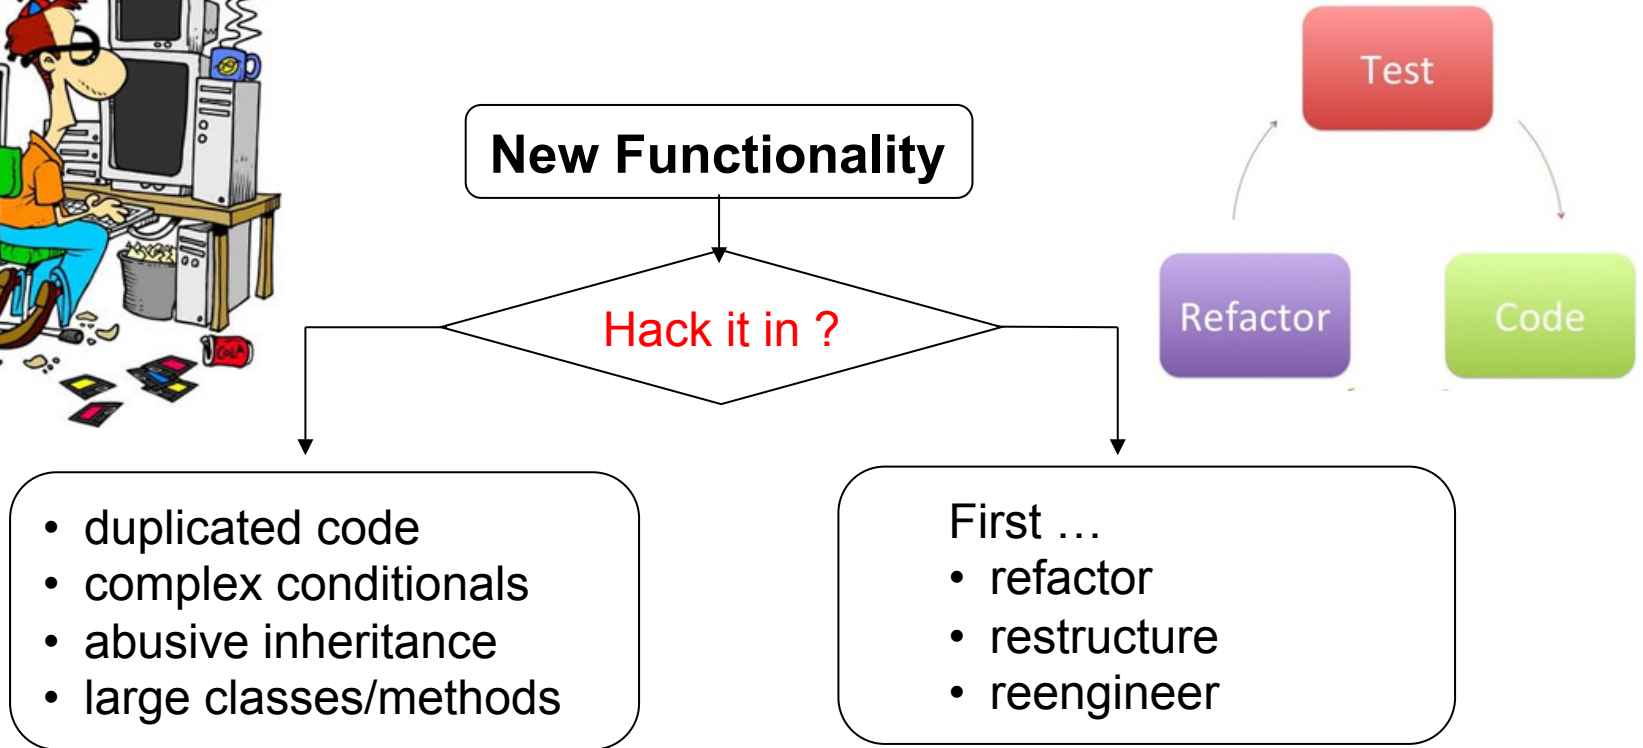 Test
New Functionality
Refactor
Code
Hack it in ?
• duplicated code
• complex conditionals
• abusive inheritance
• large classes/methods
First …
• refactor
• restructure
• reengineer
COLA